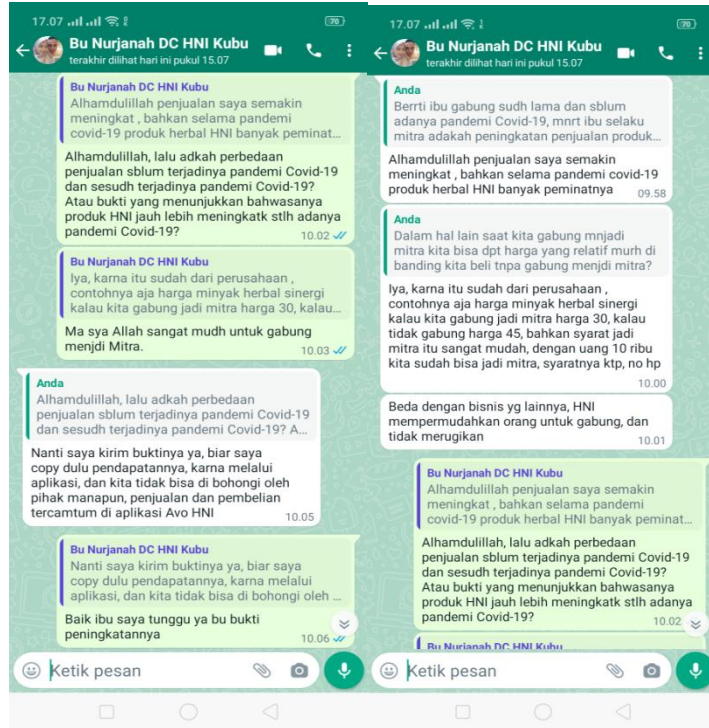 17.07
70
Bu Nurjanah DC HNI Kubu
terakhir dilihat hari ini pukul 15.07
Bu Nurjanah DC HNI Kubu
Alhamdulillah penjualan saya semakin
meningkat , bahkan selama pandemi
covid-19 produk herbal HNI banyak peminat...
Alhamdulillah, lalu adkah perbedaan
penjualan sblum terjadinya pandemi Covid-19
dan sesudh terjadinya pandemi Covid-19?
Atau bukti yang menunjukkan bahwasanya
produk HNI jauh lebih meningkatk stlh adanya
pandemi Covid-19?
10.02
Bu Nurjanah DC HNI Kubu
Iya, karna itu sudah dari perusahaan ,
contohnya aja harga minyak herbal sinergi
kalau kita gabung jadi mitra harga 30, kalau...
Ma sya Allah sangat mudh untuk gabung
menjdi Mitra.
10.03
Anda
Alhamdulillah, lalu adkah perbedaan
penjualan sblum terjadinya pandemi Covid-19
dan sesudh terjadinya pandemi Covid-19? A...
Nanti saya kirim buktinya ya, biar saya
copy dulu pendapatannya, karna melalui
aplikasi, dan kita tidak bisa di bohongi oleh
pihak manapun, penjualan dan pembelian
tercamtum di aplikasi Avo HNI
10.05
Bu Nurjanah DC HNI Kubu
Nanti saya kirim buktinya ya, biar saya
copy dulu pendapatannya, karna melalui
aplikasi, dan kita tidak bisa di bohongi oleh ...
Baik ibu saya tunggu ya bu bukti
peningkatannya
10.06
Ketik pesan
17.07
70
Bu Nurjanah DC HNI Kubu
terakhir dilihat hari ini pukul 15.07
Anda
Berrti ibu gabung sudh lama dan sblum
adanya pandemi Covid-19, mnrt ibu selaku
mitra adakah peningkatan penjualan produk...
Alhamdulillah penjualan saya semakin
meningkat , bahkan selama pandemi covid-19
produk herbal HNI banyak peminatnya
09.58
Anda
Dalam hal lain saat kita gabung mnjadi
mitra kita bisa dpt harga yang relatif murh di
banding kita beli tnpa gabung menjdi mitra?
Iya, karna itu sudah dari perusahaan ,
contohnya aja harga minyak herbal sinergi
kalau kita gabung jadi mitra harga 30, kalau
tidak gabung harga 45, bahkan syarat jadi
mitra itu sangat mudah, dengan uang 10 ribu
kita sudah bisa jadi mitra, syaratnya ktp, no hp
10.00
Beda dengan bisnis yg lainnya, HNI
mempermudahkan orang untuk gabung, dan
tidak merugikan
10.01
Bu Nurjanah DC HNI Kubu
Alhamdulillah penjualan saya semakin
meningkat , bahkan selama pandemi
covid-19 produk herbal HNI banyak peminat...
Alhamdulillah, lalu adkah perbedaan
penjualan sblum terjadinya pandemi Covid-19
dan sesudh terjadinya pandemi Covid-19?
Atau bukti yang menunjukkan bahwasanya
produk HNI jauh lebih meningkatk stlh adanya
pandemi Covid-19?
10.02
Bu Nurjanah DC HNI Kubu
Ketik pesan